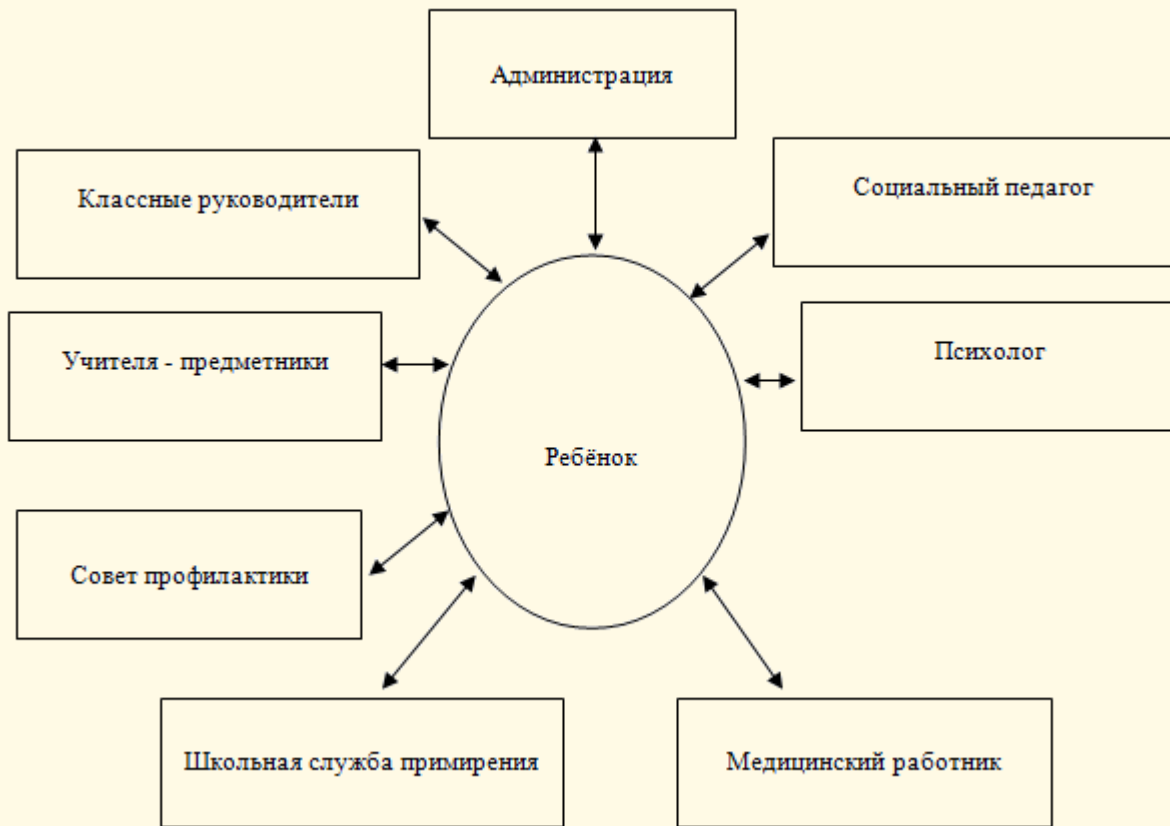 Администрация
Классные руководители
Социальный педагог
Учителя - предметники
Психолог
Ребёнок
Совет профилактики
Школьная служба примирения
Медицинский работник